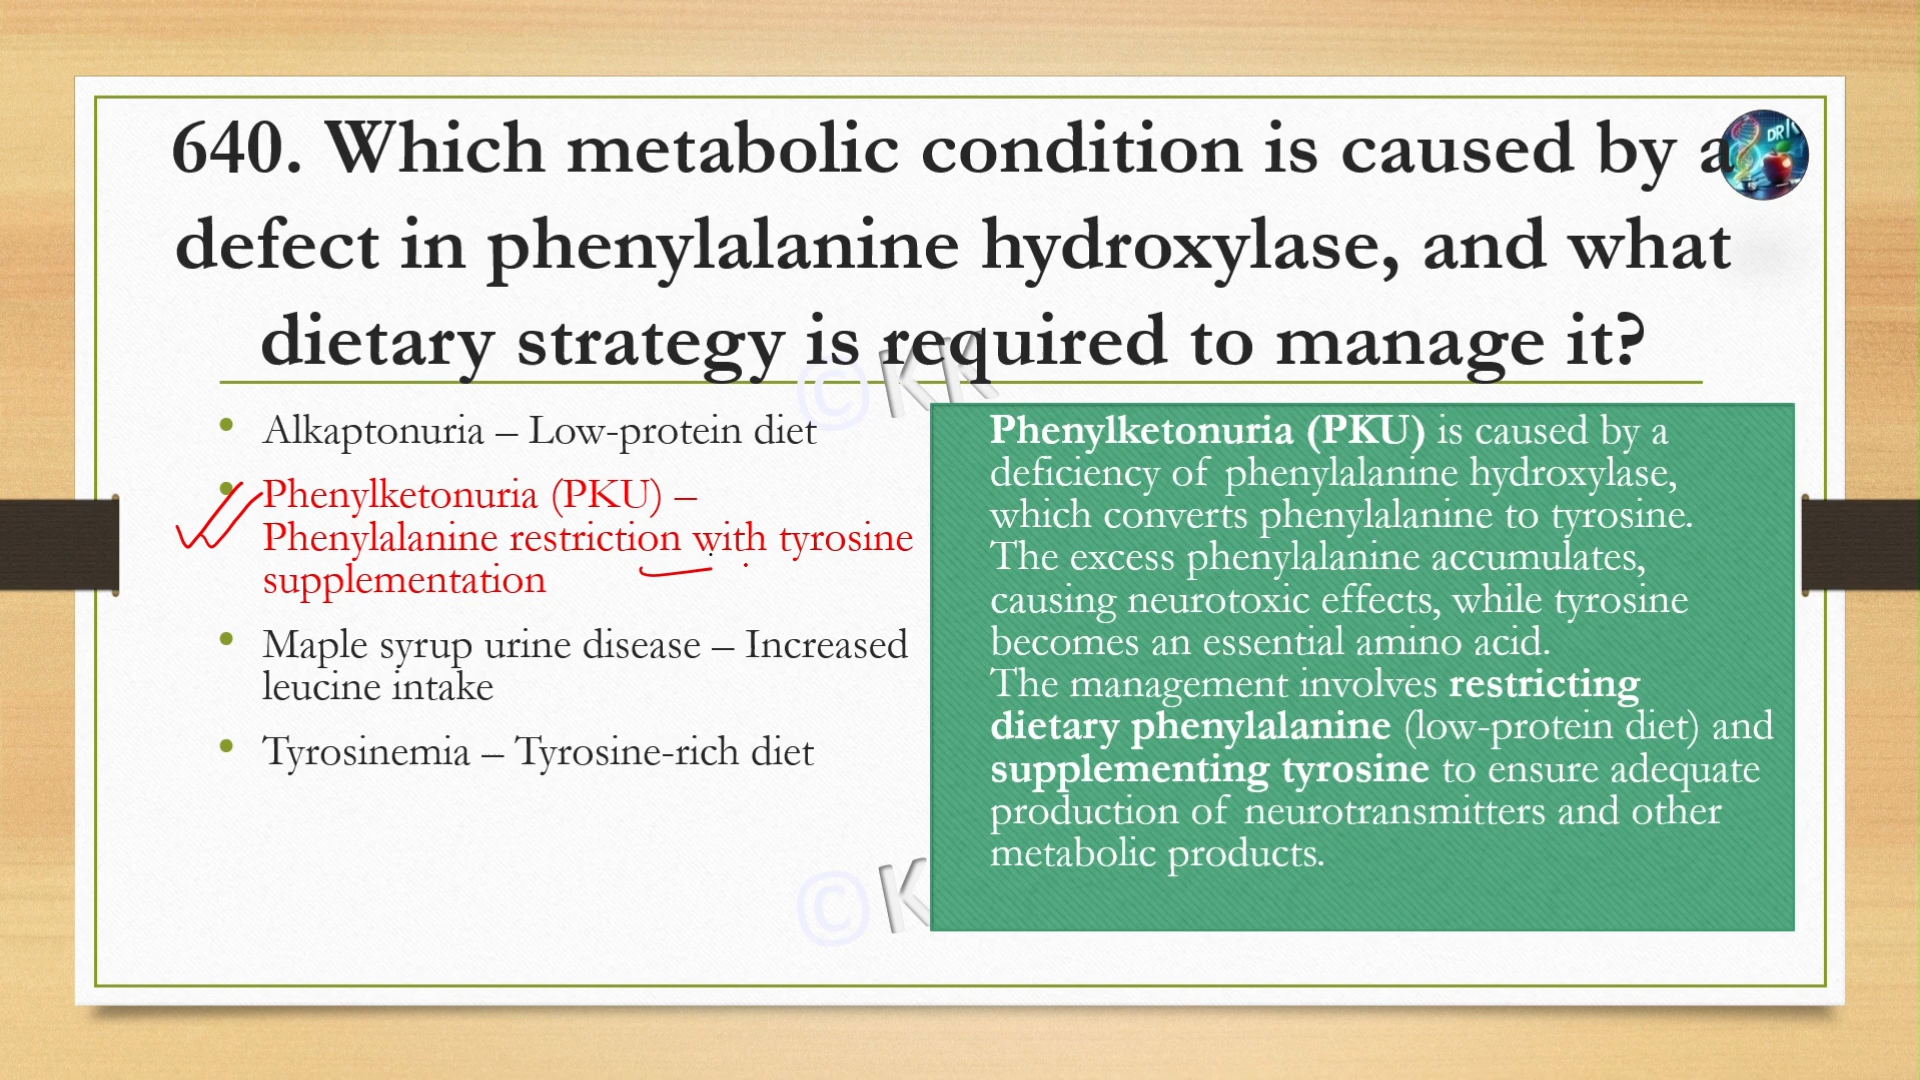 640. Which metabolic condition is caused by a
defect in phenylalanine hydroxylase, and what
dietary strategy is required to manage it?
DR
©KK
• Alkaptonuria – Low-protein diet
• Phenylketonuria (PKU) –
Phenylalanine restriction with tyrosine
supplementation
• Maple syrup urine disease – Increased
leucine intake
• Tyrosinemia – Tyrosine-rich diet
Phenylketonuria (PKU) is caused by a
deficiency of phenylalanine hydroxylase,
which converts phenylalanine to tyrosine.
The excess phenylalanine accumulates,
causing neurotoxic effects, while tyrosine
becomes an essential amino acid.
The management involves restricting
dietary phenylalanine (low-protein diet) and
supplementing tyrosine to ensure adequate
production of neurotransmitters and other
metabolic products.
©K